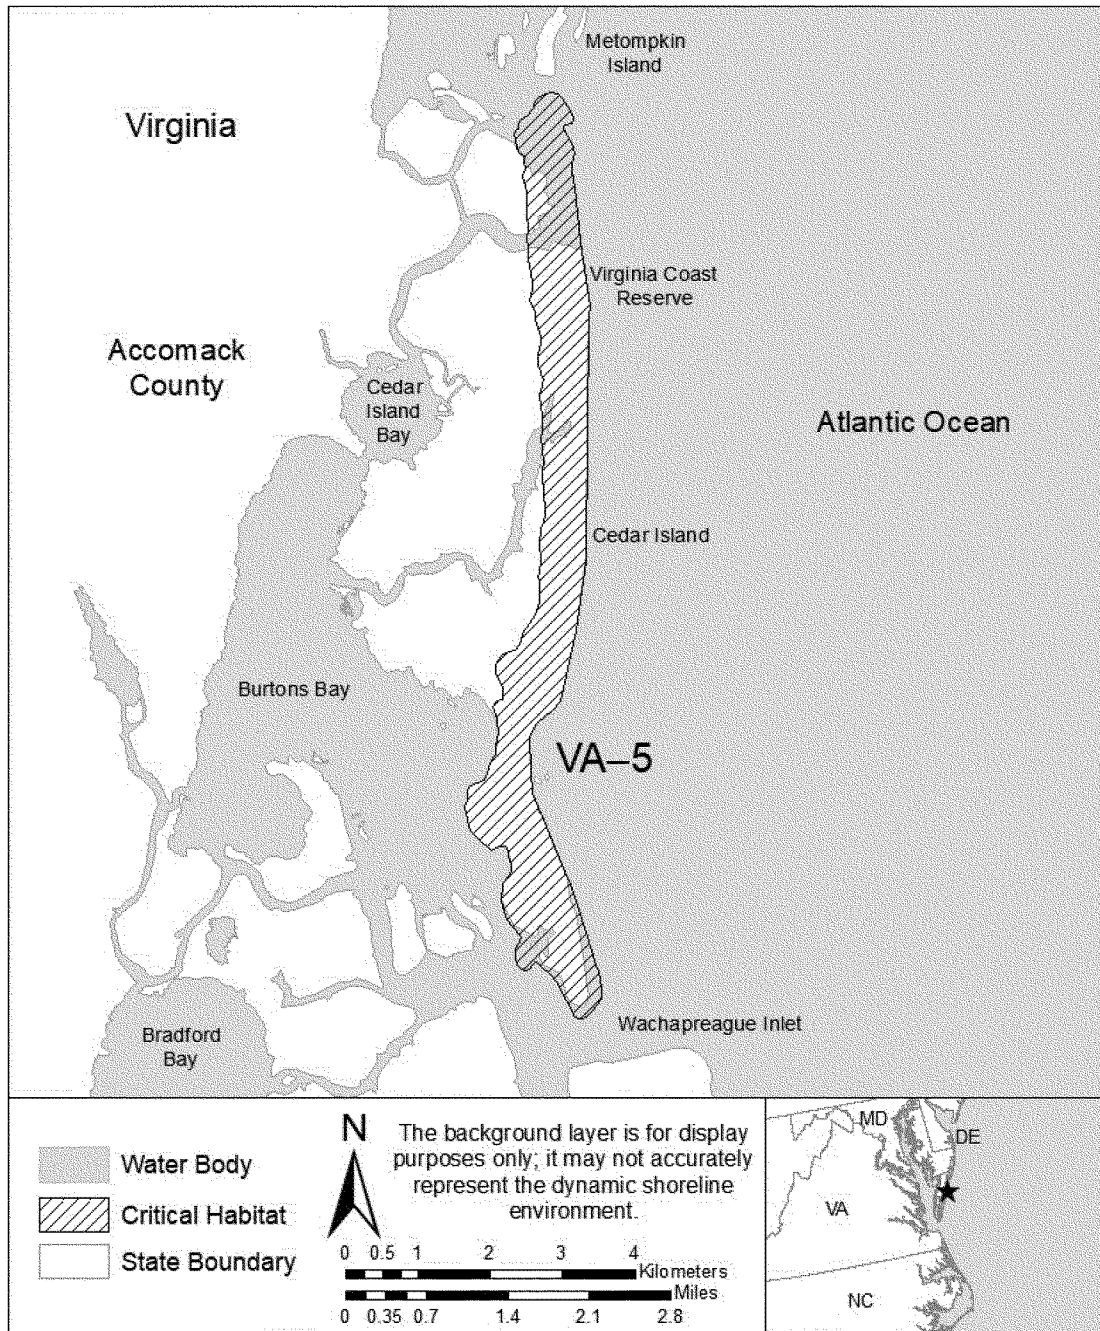 Metompkin
Island
Virginia
Virginia Coast
Reserve
Accomack
County
Cedar
Island
Bay
Atlantic Ocean
Cedar Island
Burtons Bay
VA–5
Wachapreague Inlet
Bradford
Bay
Water Body
Critical Habitat
State Boundary
N
The background layer is for display
purposes only; it may not accurately
represent the dynamic shoreline
environment.
0 0.5 1 2 3 4
Kilometers
Miles
0 0.35 0.7 1.4 2.1 2.8
MD
DE
VA
NC